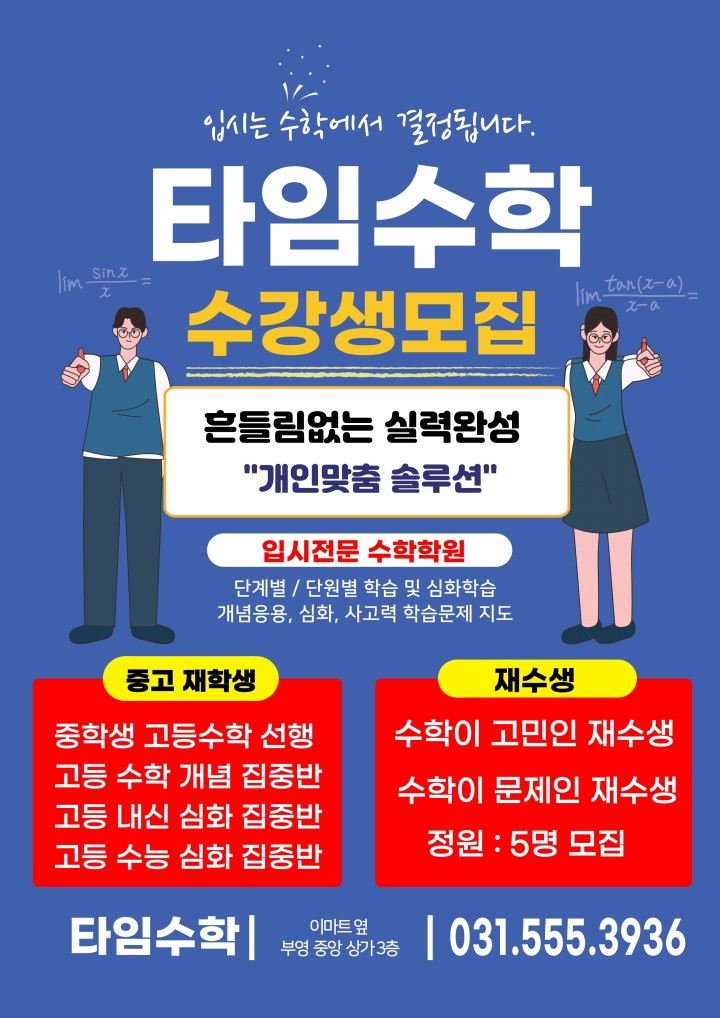 입시는 수학에서 결정됩니다.
타임수학
lim sinx/x =
lim tan(x-a)/x-a =
수강생모집
흔들림없는 실력완성
"개인맞춤 솔루션"
입시전문 수학학원
단계별 / 단원별 학습 및 심화학습
개념응용, 심화, 사고력 학습문제 지도
중고 재학생
중학생 고등수학 선행
고등 수학 개념 집중반
고등 내신 심화 집중반
고등 수능 심화 집중반
재수생
수학이 고민인 재수생
수학이 문제인 재수생
정원 : 5명 모집
타임수학 |
이마트 옆
부영 중앙 상가 3층
| 031.555.3936